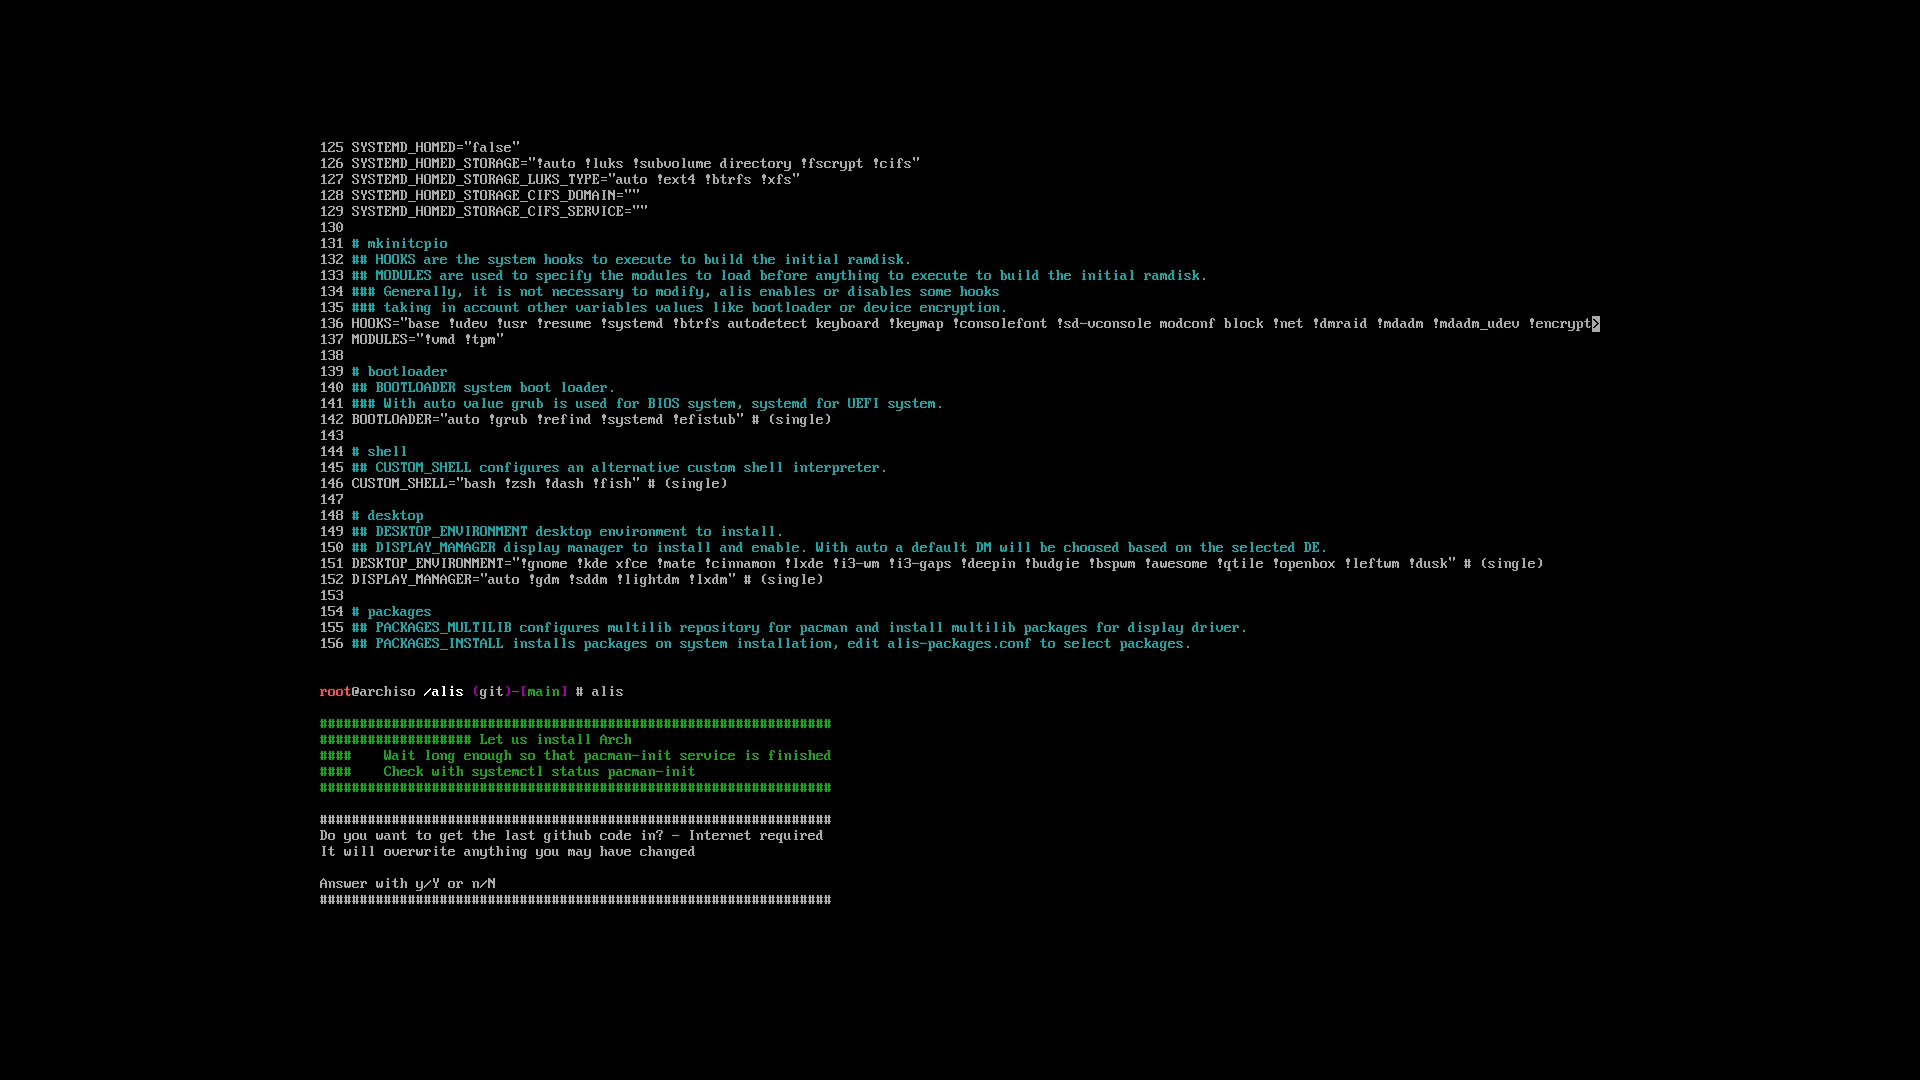 125 SYSTEMD_HOMED="false"
126 SYSTEMD_HOMED_STORAGE="!auto !luks !subvolume directory !fscrypt !cifs"
127 SYSTEMD_HOMED_STORAGE_LUKS_TYPE="auto !ext4 !btrfs !xfs"
128 SYSTEMD_HOMED_STORAGE_CIFS_DOMAIN=""
129 SYSTEMD_HOMED_STORAGE_CIFS_SERVICE=""
130
131 # mkinitcpio
132 ## HOOKS are the system hooks to execute to build the initial ramdisk.
133 ## MODULES are used to specify the modules to load before anything to execute to build the initial ramdisk.
134 ### Generally, it is not necessary to modify, alis enables or disables some hooks
135 ### taking in account other variables values like bootloader or device encryption.
136 HOOKS="base !udev !usr !resume !systemd !btrfs autodetect keyboard !keymap !consolefont !sd-vconsole modconf block !net !dmraid !mdadm !mdadm_udev !encrypt>
137 MODULES="!vmd !tpm"
138
139 # bootloader
140 ## BOOTLOADER system boot loader.
141 ### With auto value grub is used for BIOS system, systemd for UEFI system.
142 BOOTLOADER="auto !grub !refind !systemd !efistub" # (single)
143
144 # shell
145 ## CUSTOM_SHELL configures an alternative custom shell interpreter.
146 CUSTOM_SHELL="bash !zsh !dash !fish" # (single)
147
148 # desktop
149 ## DESKTOP_ENVIRONMENT desktop environment to install.
150 ## DISPLAY_MANAGER display manager to install and enable. With auto a default DM will be choosed based on the selected DE.
151 DESKTOP_ENVIRONMENT="!gnome !kde xfce !mate !cinnamon !lxde !i3-wm !i3-gaps !deepin !budgie !bspwm !awesome !qtile !openbox !leftwm !dusk" # (single)
152 DISPLAY_MANAGER="auto !gdm !sddm !lightdm !lxdm" # (single)
153
154 # packages
155 ## PACKAGES_MULTILIB configures multilib repository for pacman and install multilib packages for display driver.
156 ## PACKAGES_INSTALL installs packages on system installation, edit alis-packages.conf to select packages.
root@archiso /alis (git)-[main] # alis
################################################################
################### Let us install Arch
####    Wait long enough so that pacman-init service is finished
####    Check with systemctl status pacman-init
################################################################
################################################################
Do you want to get the last github code in? - Internet required
It will overwrite anything you may have changed
Answer with y/Y or n/N
################################################################